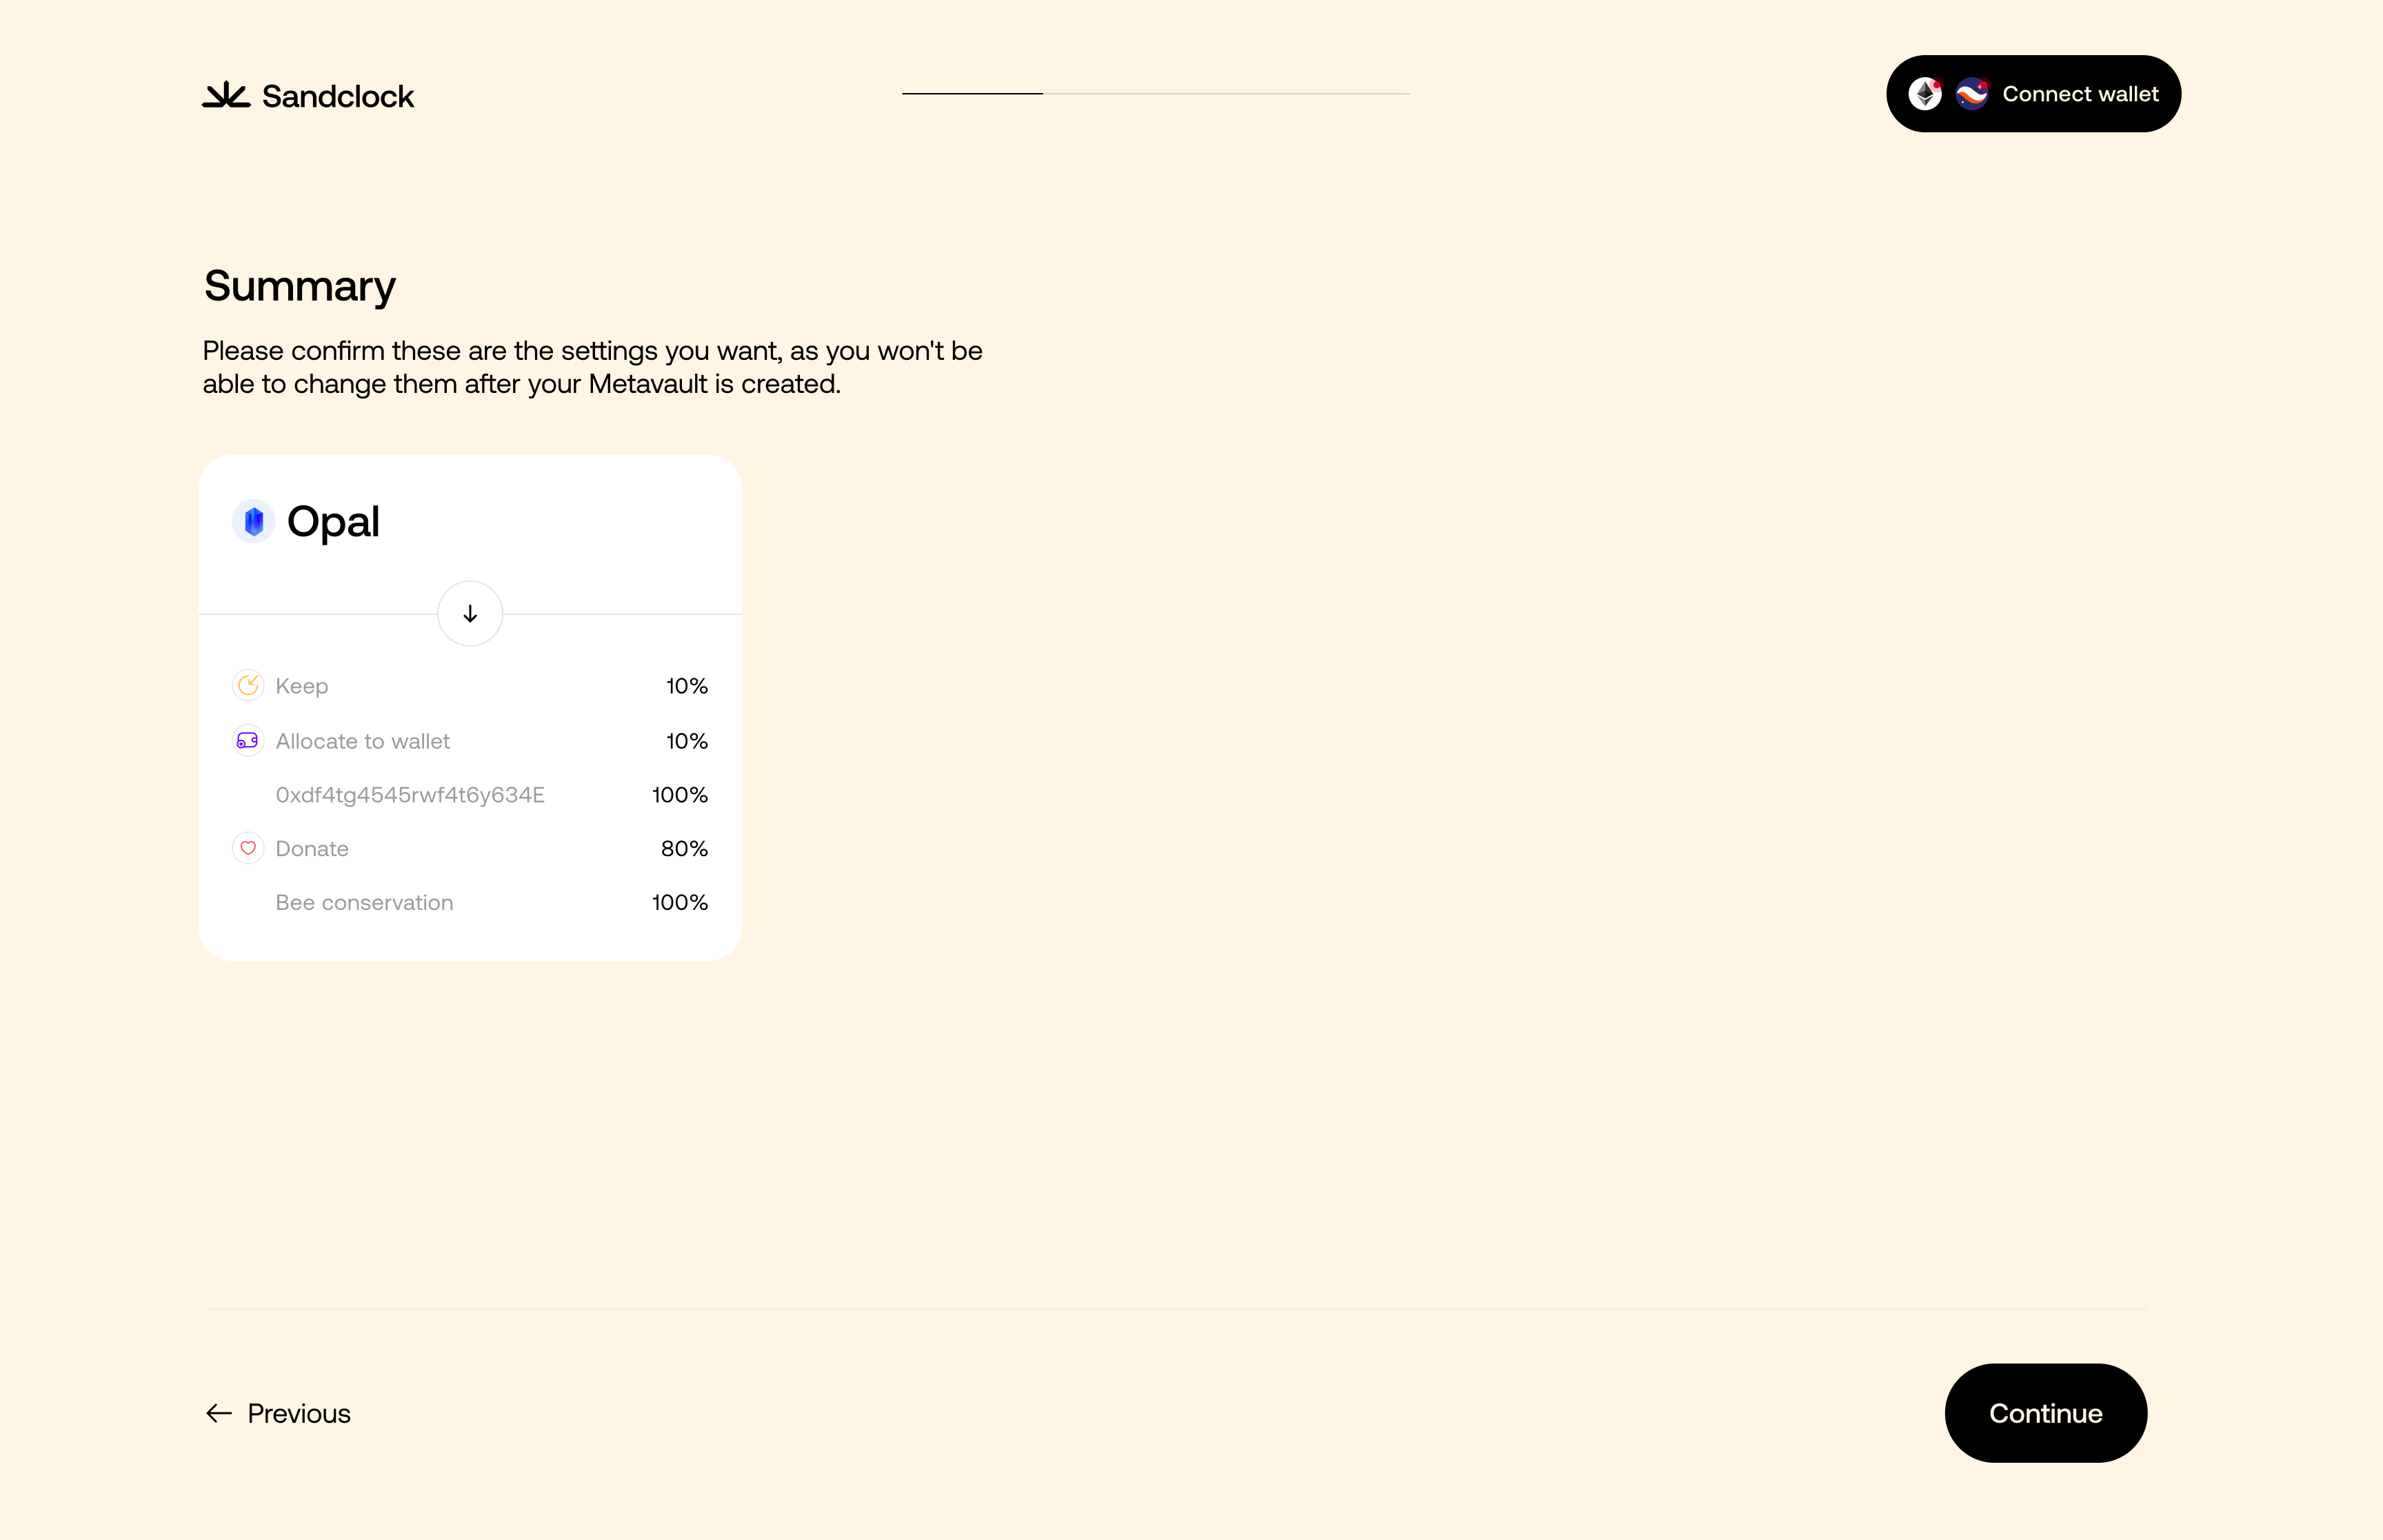 Sandclock
Connect wallet
Summary
Please confirm these are the settings you want, as you won't be
able to change them after your Metavault is created.
Opal
Keep 10%
Allocate to wallet 10%
0xdf4tg4545rwf4t6y634E 100%
Donate 80%
Bee conservation 100%
Previous
Continue